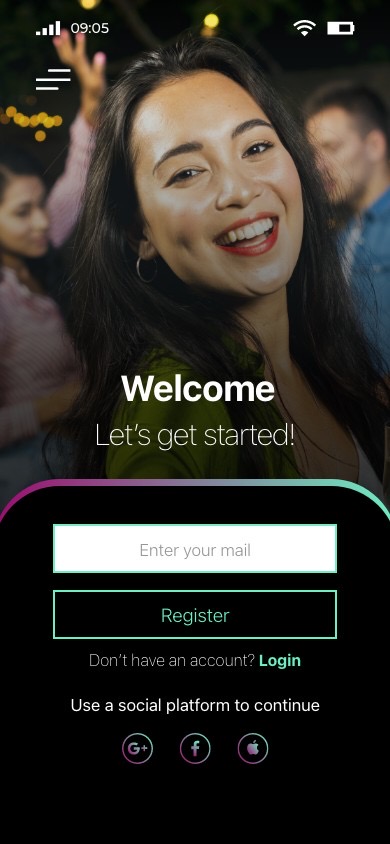 09:05
Welcome
Let's get started!
Enter your mail
Register
Don't have an account? Login
Use a social platform to continue
G+ f